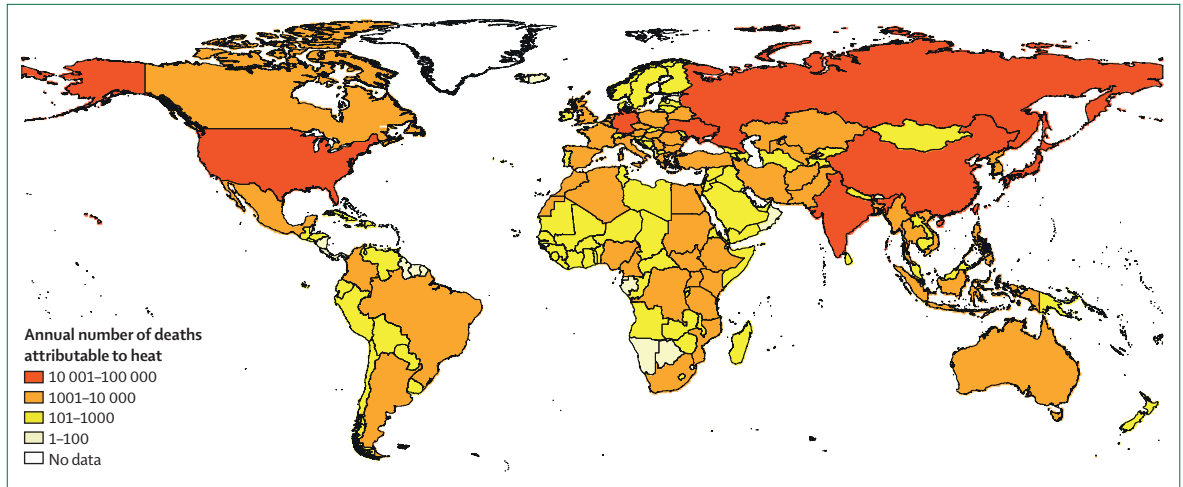 Annual number of deaths
attributable to heat
10 001–100 000
1001–10 000
101–1000
1–100
No data